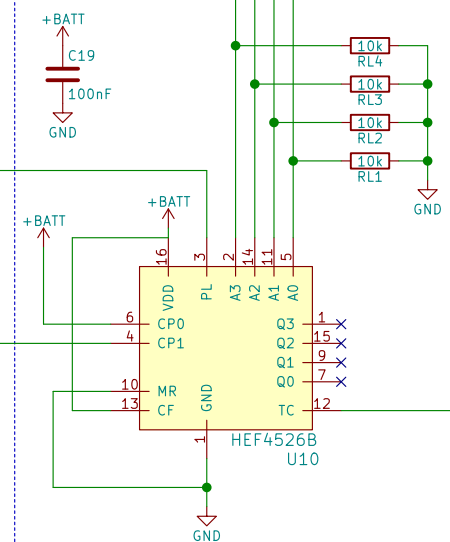 +BATT
C19
100nF
GND
10k
RL4
10k
RL3
10k
RL2
10k
RL1
GND
+BATT
+BATT
16
3
2
14
11
5
VDD
PL
A3
A2
A1
A0
6
CP0
4
CP1
10
MR
13
CF
GND
1
Q3
1
Q2
15
Q1
9
Q0
7
TC
12
HEF4526B
U10
GND